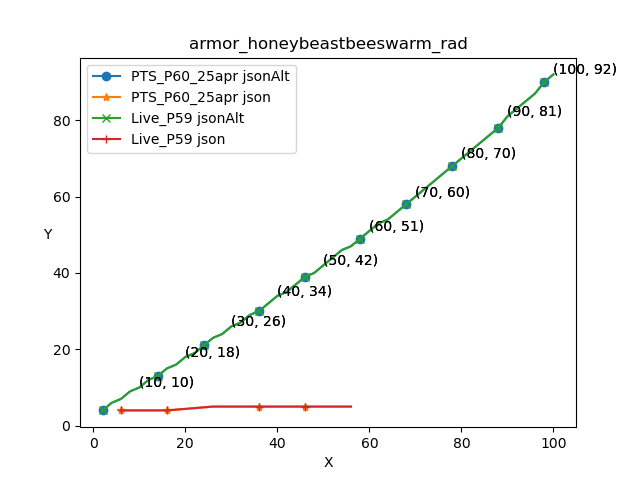 armor_honeybeastbeeswarm_rad
PTS_P60_25apr jsonAlt
PTS_P60_25apr json
Live_P59 jsonAlt
Live_P59 json
(100, 92)
(90, 81)
(80, 70)
(70, 60)
(60, 51)
(50, 42)
(40, 34)
(30, 26)
(20, 18)
(10, 10)
Y
80
60
40
20
0
0 20 40 60 80 100
X